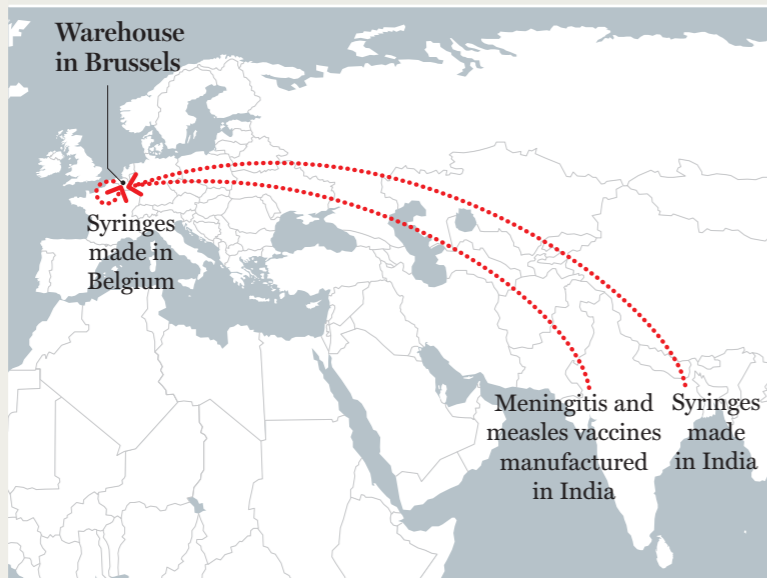 Warehouse
in Brussels
Syringes
made in
Belgium
Meningitis and
measles vaccines
manufactured
in India
Syringes
made
in India